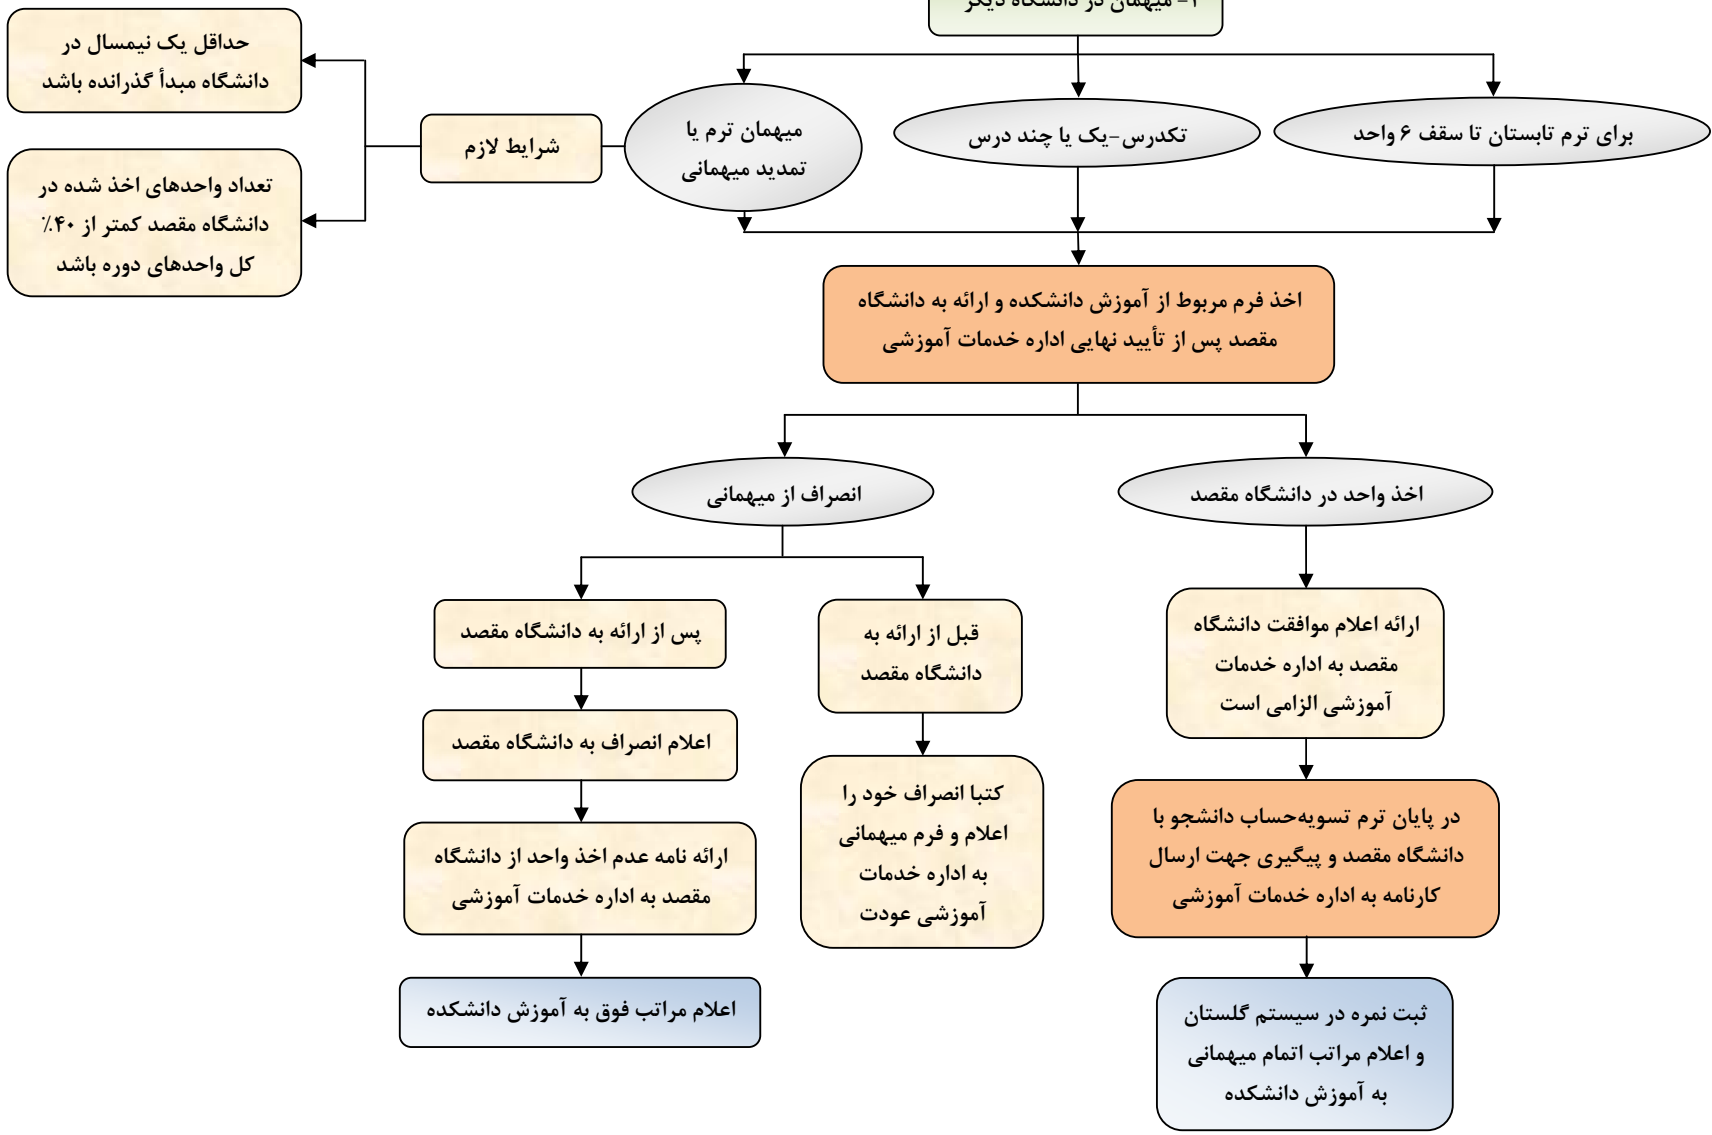 میهمان در دانشگاه دیگر
برای ترم تابستان تا سقف ۶ واحد
تکدرس-یک یا چند درس
میهمان ترم یا
تمدید میهمانی
شرایط لازم
حداقل یک نیمسال در
دانشگاه مبدأ گذرانده باشد
تعداد واحدهای اخذ شده در
دانشگاه مقصد کمتر از ۴۰٪
کل واحدهای دوره باشد
اخذ فرم مربوط از آموزش دانشکده و ارائه به دانشگاه
مقصد پس از تأیید نهایی اداره خدمات آموزشی
اخذ واحد در دانشگاه مقصد
ارائه اعلام موافقت دانشگاه
مقصد به اداره خدمات
آموزشی الزامی است
در پایان ترم تسویه‌حساب دانشجو با
دانشگاه مقصد و پیگیری جهت ارسال
کارنامه به اداره خدمات آموزشی
ثبت نمره در سیستم گلستان
و اعلام مراتب اتمام میهمانی
به آموزش دانشکده
انصراف از میهمانی
قبل از ارائه به
دانشگاه مقصد
کتبا انصراف خود را
اعلام و فرم میهمانی
به اداره خدمات
آموزشی عودت
پس از ارائه به دانشگاه مقصد
اعلام انصراف به دانشگاه مقصد
ارائه نامه عدم اخذ واحد از دانشگاه
مقصد به اداره خدمات آموزشی
اعلام مراتب فوق به آموزش دانشکده